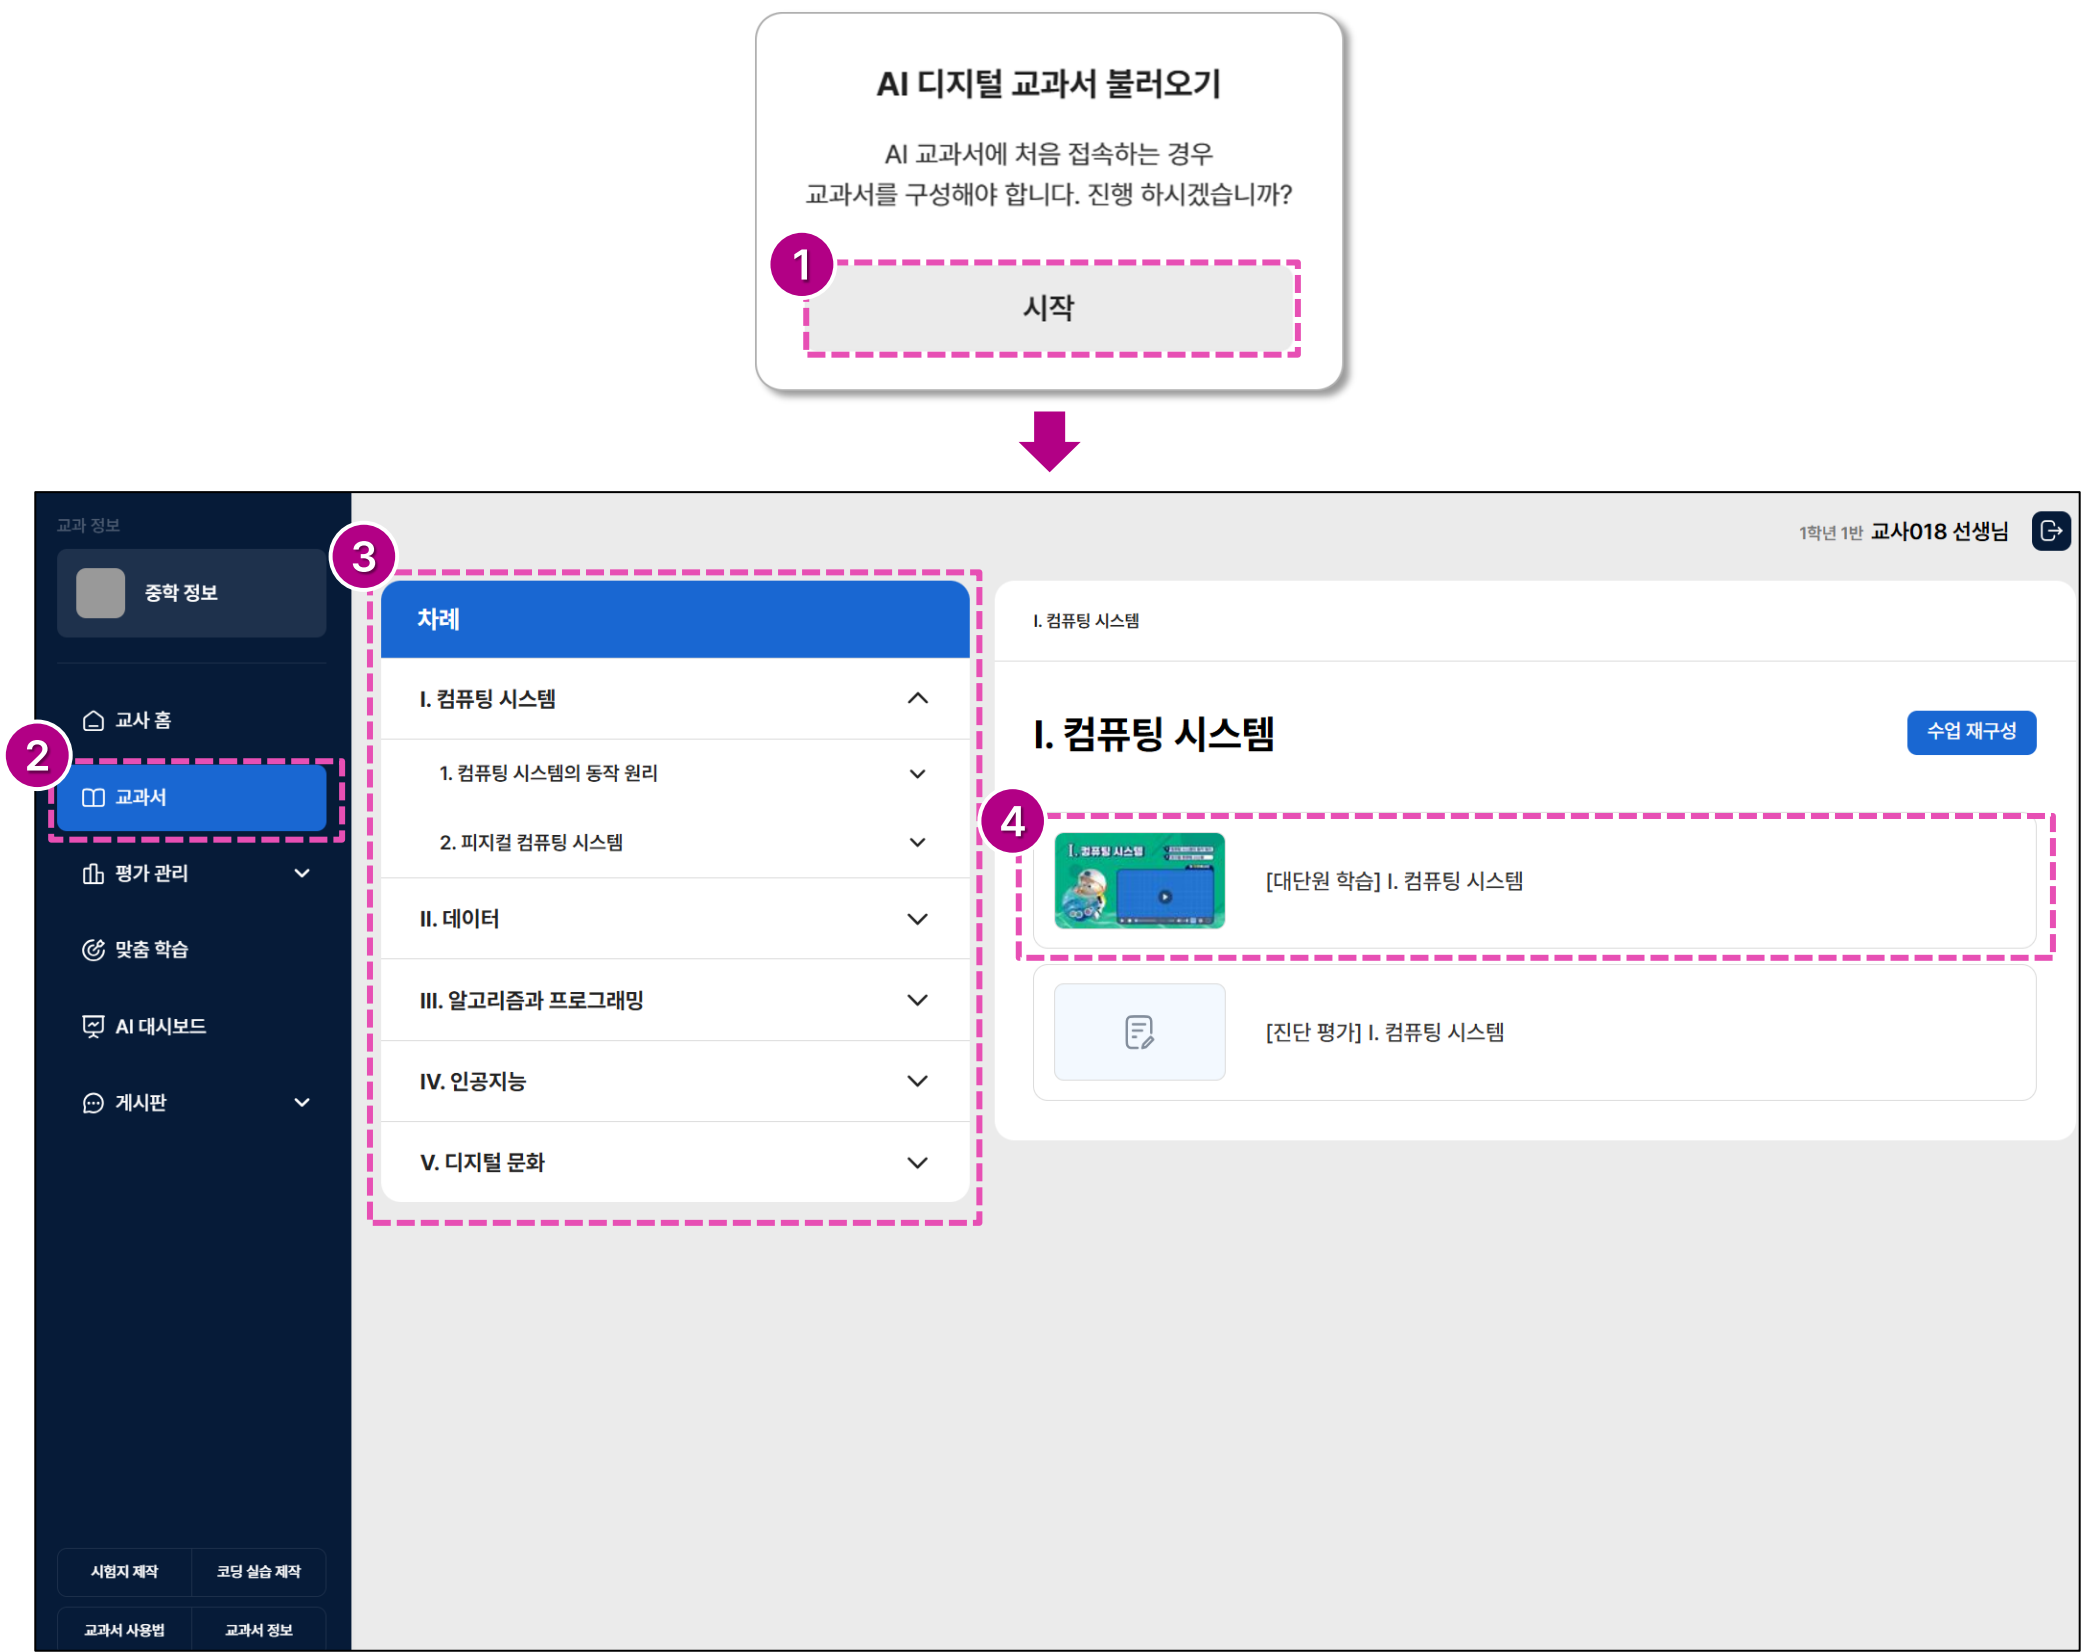 AI 디지털 교과서 불러오기
AI 교과서에 처음 접속하는 경우
교과서를 구성해야 합니다. 진행 하시겠습니까?
1
시작
교과 정보
중학 정보
교사 홈
2
교과서
평가 관리
맞춤 학습
AI 대시보드
게시판
시험지 제작
코딩 실습 제작
교과서 사용법
교과서 정보
1학년 1반 교사018 선생님
3
차례
I. 컴퓨팅 시스템
1. 컴퓨팅 시스템의 동작 원리
2. 피지컬 컴퓨팅 시스템
II. 데이터
III. 알고리즘과 프로그래밍
IV. 인공지능
V. 디지털 문화
I. 컴퓨팅 시스템
I. 컴퓨팅 시스템
수업 재구성
4
I. 컴퓨팅 시스템
[대단원 학습] I. 컴퓨팅 시스템
[진단 평가] I. 컴퓨팅 시스템